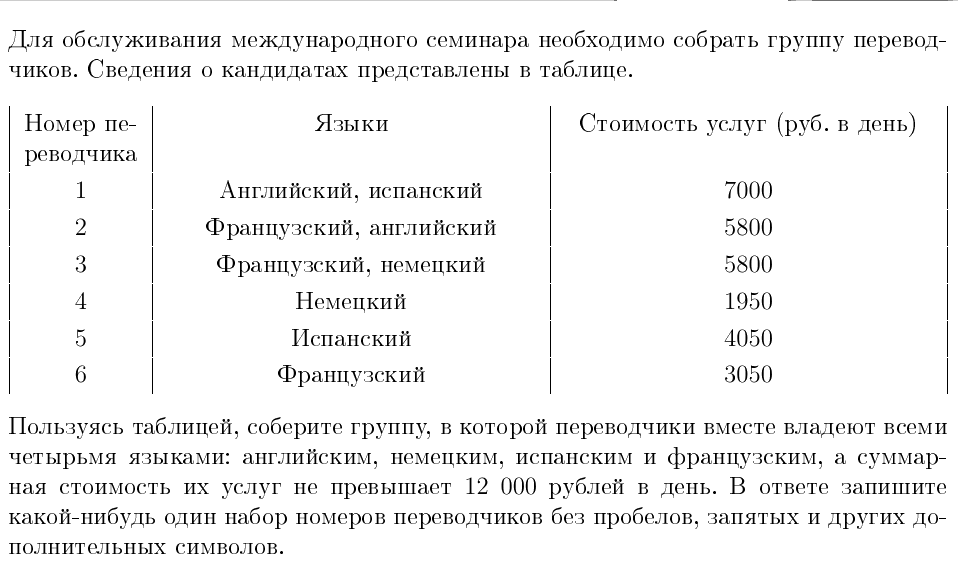 Для обслуживания международного семинара необходимо собрать группу перевод-
чиков. Сведения о кандидатах представлены в таблице.
Номер пе- Языки Стоимость услуг (руб. в день)
реводчика
1 Английский, испанский 7000
2 Французский, английский 5800
3 Французский, немецкий 5800
4 Немецкий 1950
5 Испанский 4050
6 Французский 3050
Пользуясь таблицей, соберите группу, в которой переводчики вместе владеют всеми
четырьмя языками: английским, немецким, испанским и французским, а суммар-
ная стоимость их услуг не превышает 12 000 рублей в день. В ответе запишите
какой-нибудь один набор номеров переводчиков без пробелов, запятых и других до-
полнительных символов.